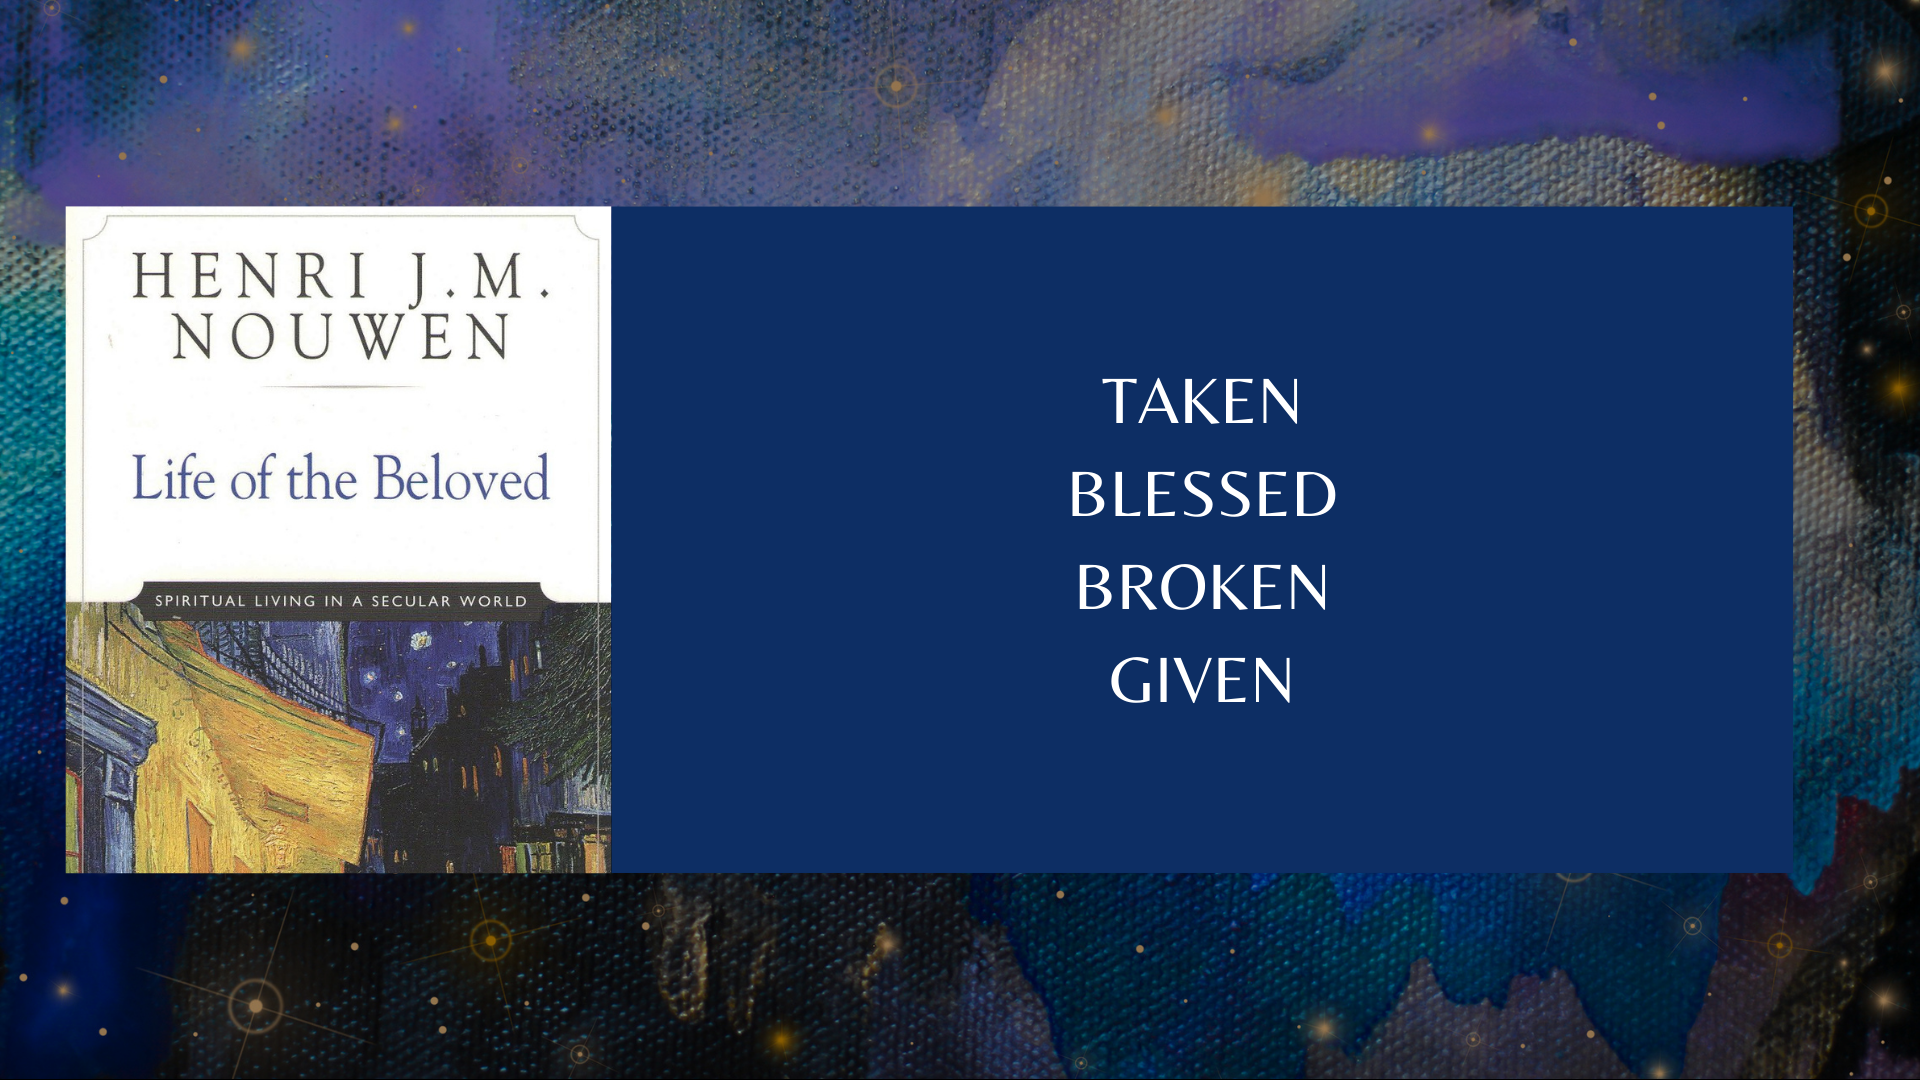 HENRI J.M.
NOUWEN
Life of the Beloved
SPIRITUAL LIVING IN A SECULAR WORLD
TAKEN
BLESSED
BROKEN
GIVEN